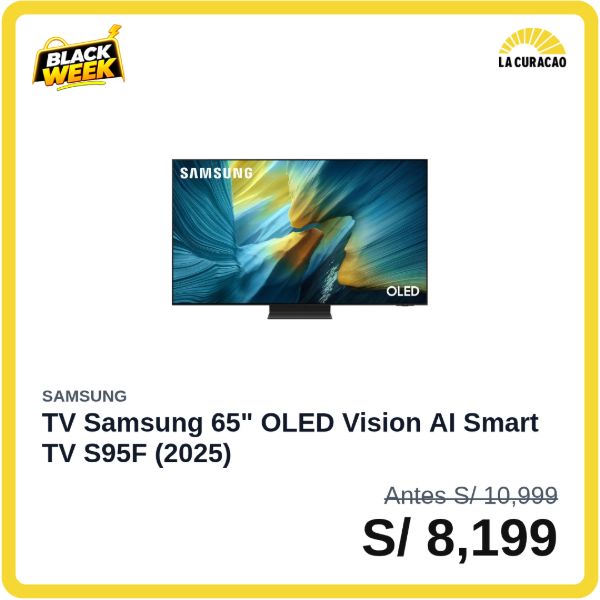 BLACK
WEEK
LA CURACAO
SAMSUNG
OLED
SAMSUNG
TV Samsung 65" OLED Vision AI Smart
TV S95F (2025)
Antes S/ 10,999
S/ 8,199